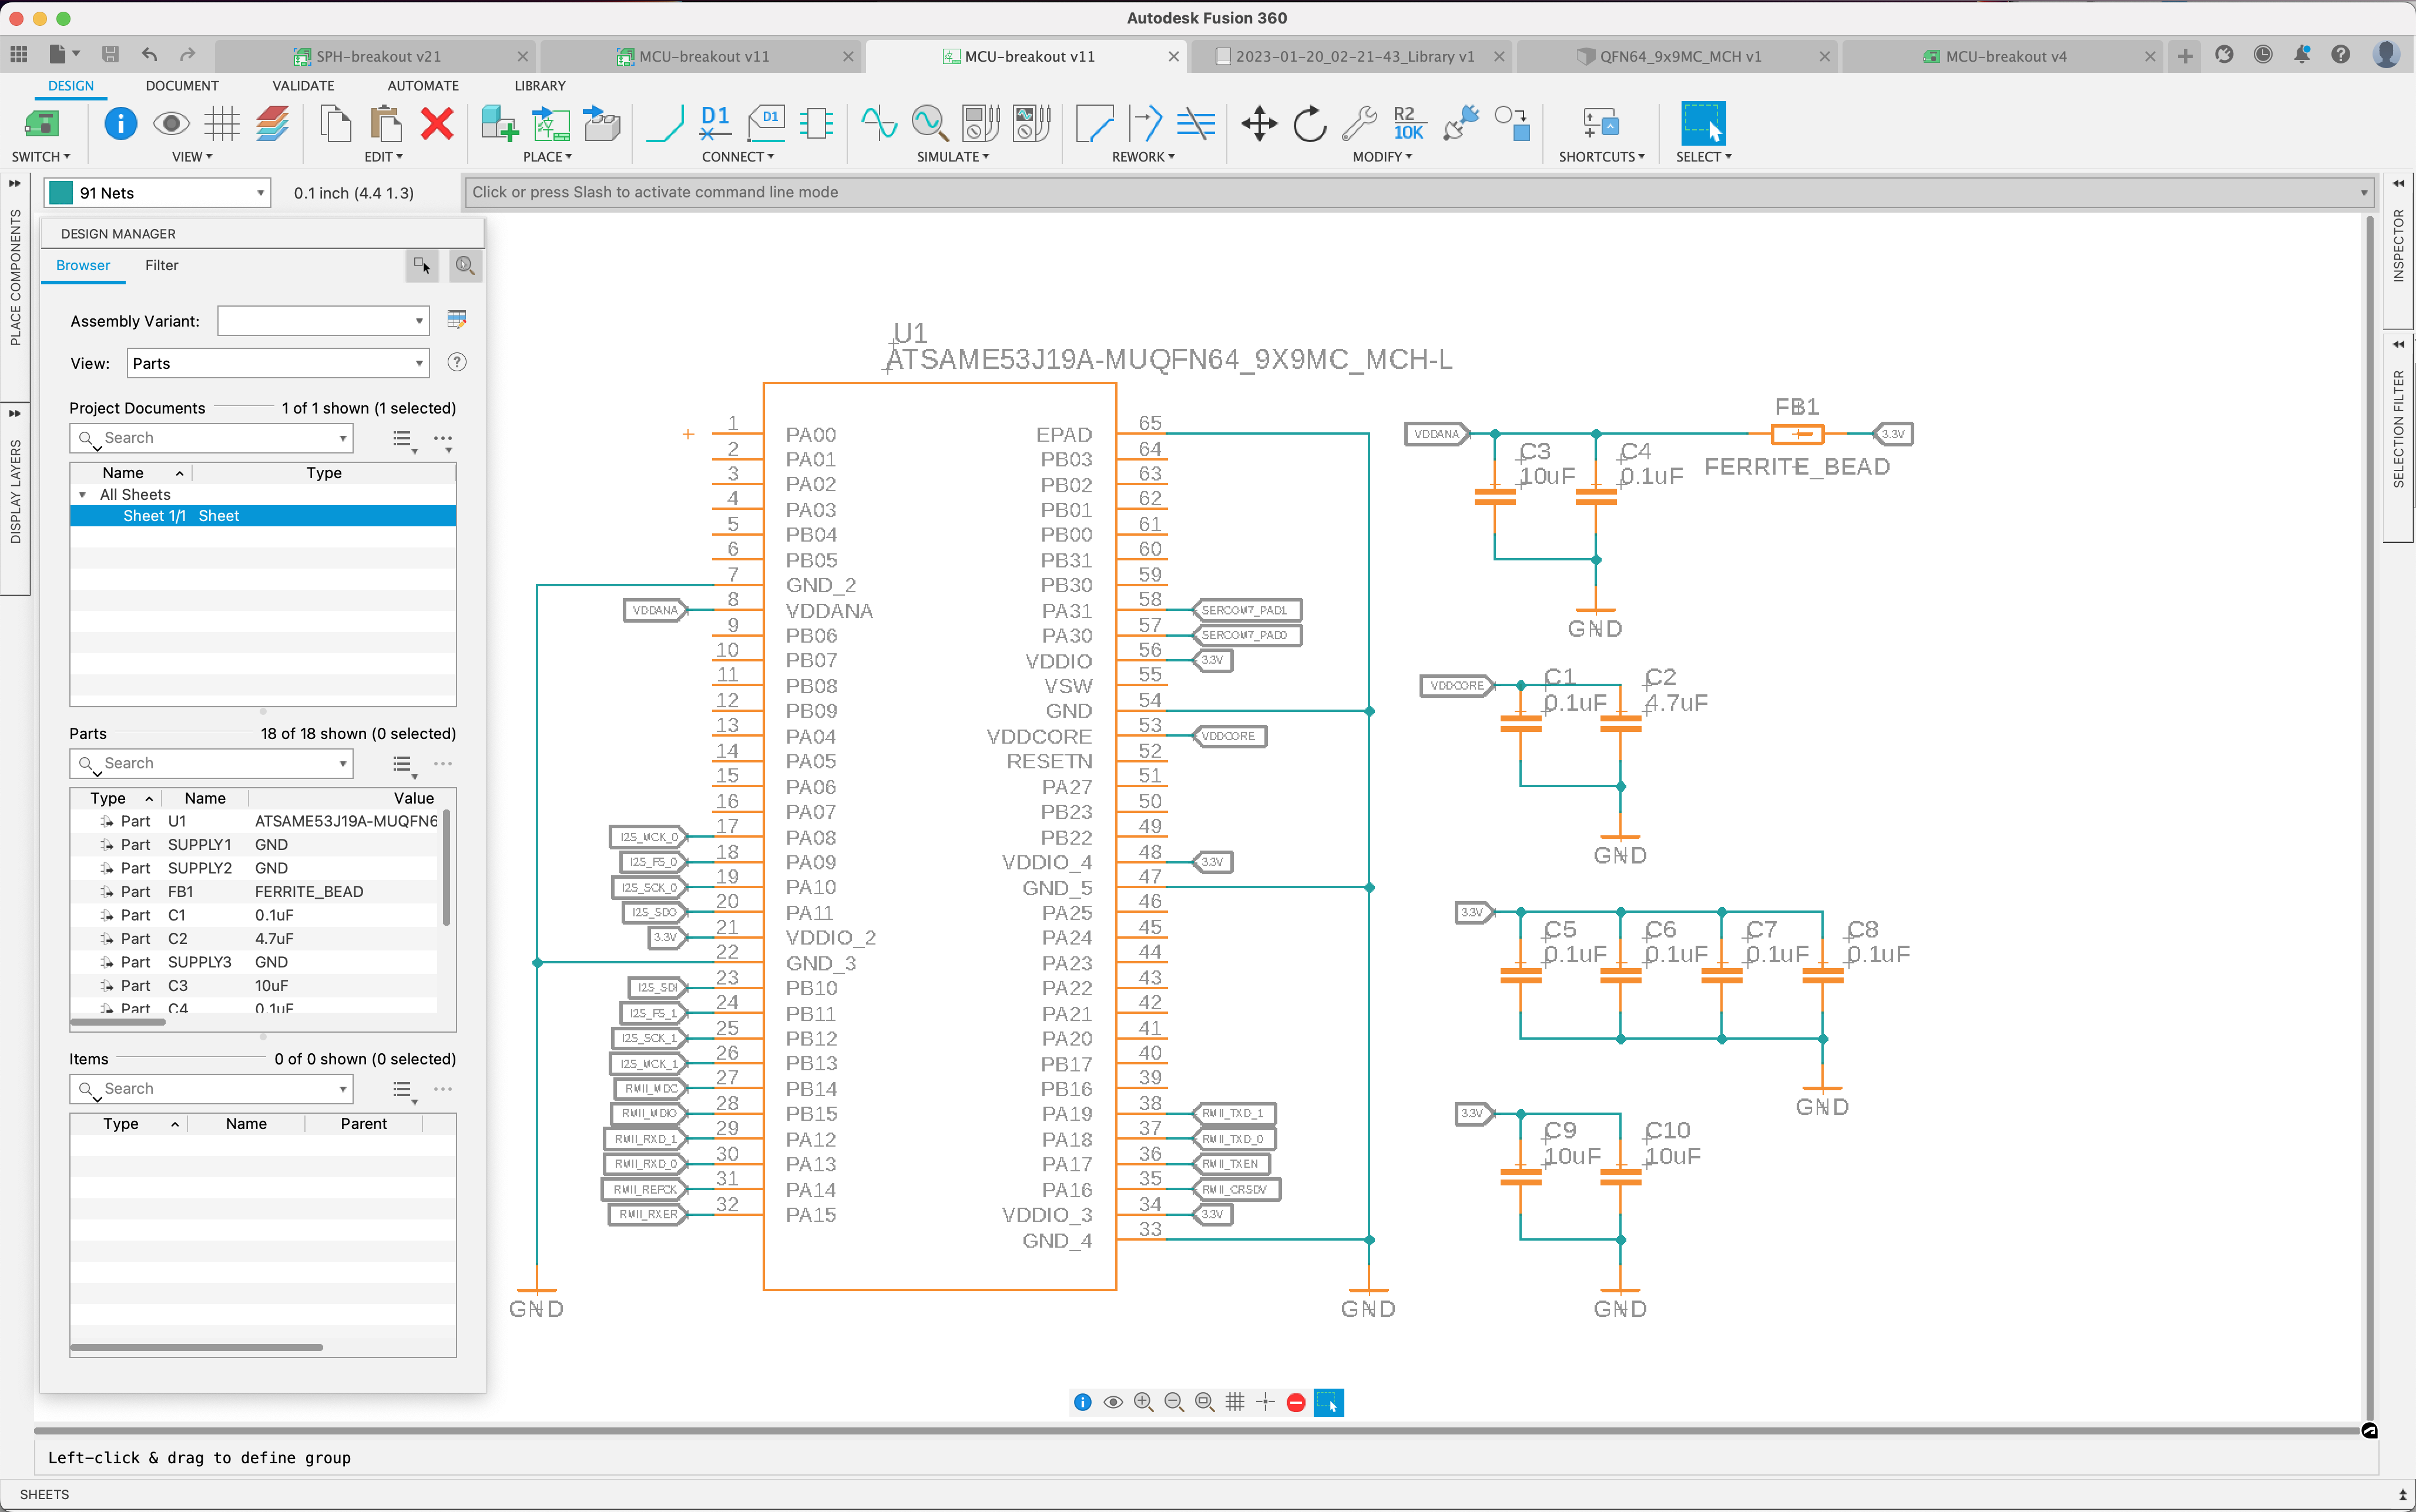 Autodesk Fusion 360
SPH-breakout v21
MCU-breakout v11
MCU-breakout v11
2023-01-20_02-21-43_Library v1
QFN64_9x9MC_MCH v1
MCU-breakout v4
DESIGN DOCUMENT VALIDATE AUTOMATE LIBRARY
D1 D1 R2 10K
SWITCH VIEW EDIT PLACE CONNECT SIMULATE REWORK MODIFY SHORTCUTS SELECT
91 Nets
0.1 inch (4.4 1.3)
Click or press Slash to activate command line mode
PLACE COMPONENTS
DISPLAY LAYERS
INSPECTOR
SELECTION FILTER
DESIGN MANAGER
Browser Filter
Assembly Variant:
View: Parts
Project Documents 1 of 1 shown (1 selected)
Search
Name Type
All Sheets
Sheet 1/1 Sheet
Parts 18 of 18 shown (0 selected)
Search
Type Name Value
Part U1 ATSAME53J19A-MUQFN6
Part SUPPLY1 GND
Part SUPPLY2 GND
Part FB1 FERRITE_BEAD
Part C1 0.1uF
Part C2 4.7uF
Part SUPPLY3 GND
Part C3 10uF
Part C4 0.1uF
Items 0 of 0 shown (0 selected)
Search
Type Name Parent
U1
ATSAME53J19A-MUQFN64_9X9MC_MCH-L
1 PA00
2 PA01
3 PA02
4 PA03
5 PB04
6 PB05
7 GND_2
VDDANA 8 VDDANA
9 PB06
10 PB07
11 PB08
12 PB09
13 PA04
14 PA05
15 PA06
16 PA07
I2S_MCK_0 17 PA08
I2S_FS_0 18 PA09
I2S_SCK_0 19 PA10
I2S_SDO 20 PA11
3.3V 21 VDDIO_2
22 GND_3
I2S_SDI 23 PB10
I2S_FS_1 24 PB11
I2S_SCK_1 25 PB12
I2S_MCK_1 26 PB13
RMII_MDC 27 PB14
RMII_MDIO 28 PB15
RMII_RXD_1 29 PA12
RMII_RXD_0 30 PA13
RMII_REFCK 31 PA14
RMII_RXER 32 PA15
GND
EPAD 65
PB03 64
PB02 63
PB01 62
PB00 61
PB31 60
PB30 59
PA31 58 SERCOM7_PAD1
PA30 57 SERCOM7_PAD0
VDDIO 56 3.3V
VSW 55
GND 54
VDDCORE 53 VDDCORE
RESETN 52
PA27 51
PB23 50
PB22 49
VDDIO_4 48 3.3V
GND_5 47
PA25 46
PA24 45
PA23 44
PA22 43
PA21 42
PA20 41
PB17 40
PB16 39
PA19 38 RMII_TXD_1
PA18 37 RMII_TXD_0
PA17 36 RMII_TXEN
PA16 35 RMII_CRSDV
VDDIO_3 34 3.3V
GND_4 33
GND
VDDANA
C3
10uF
C4
0.1uF
FB1
FERRITE_BEAD
3.3V
GND
VDDCORE
C1
0.1uF
C2
4.7uF
GND
3.3V
C5
0.1uF
C6
0.1uF
C7
0.1uF
C8
0.1uF
GND
3.3V
C9
10uF
C10
10uF
GND
Left-click & drag to define group
SHEETS